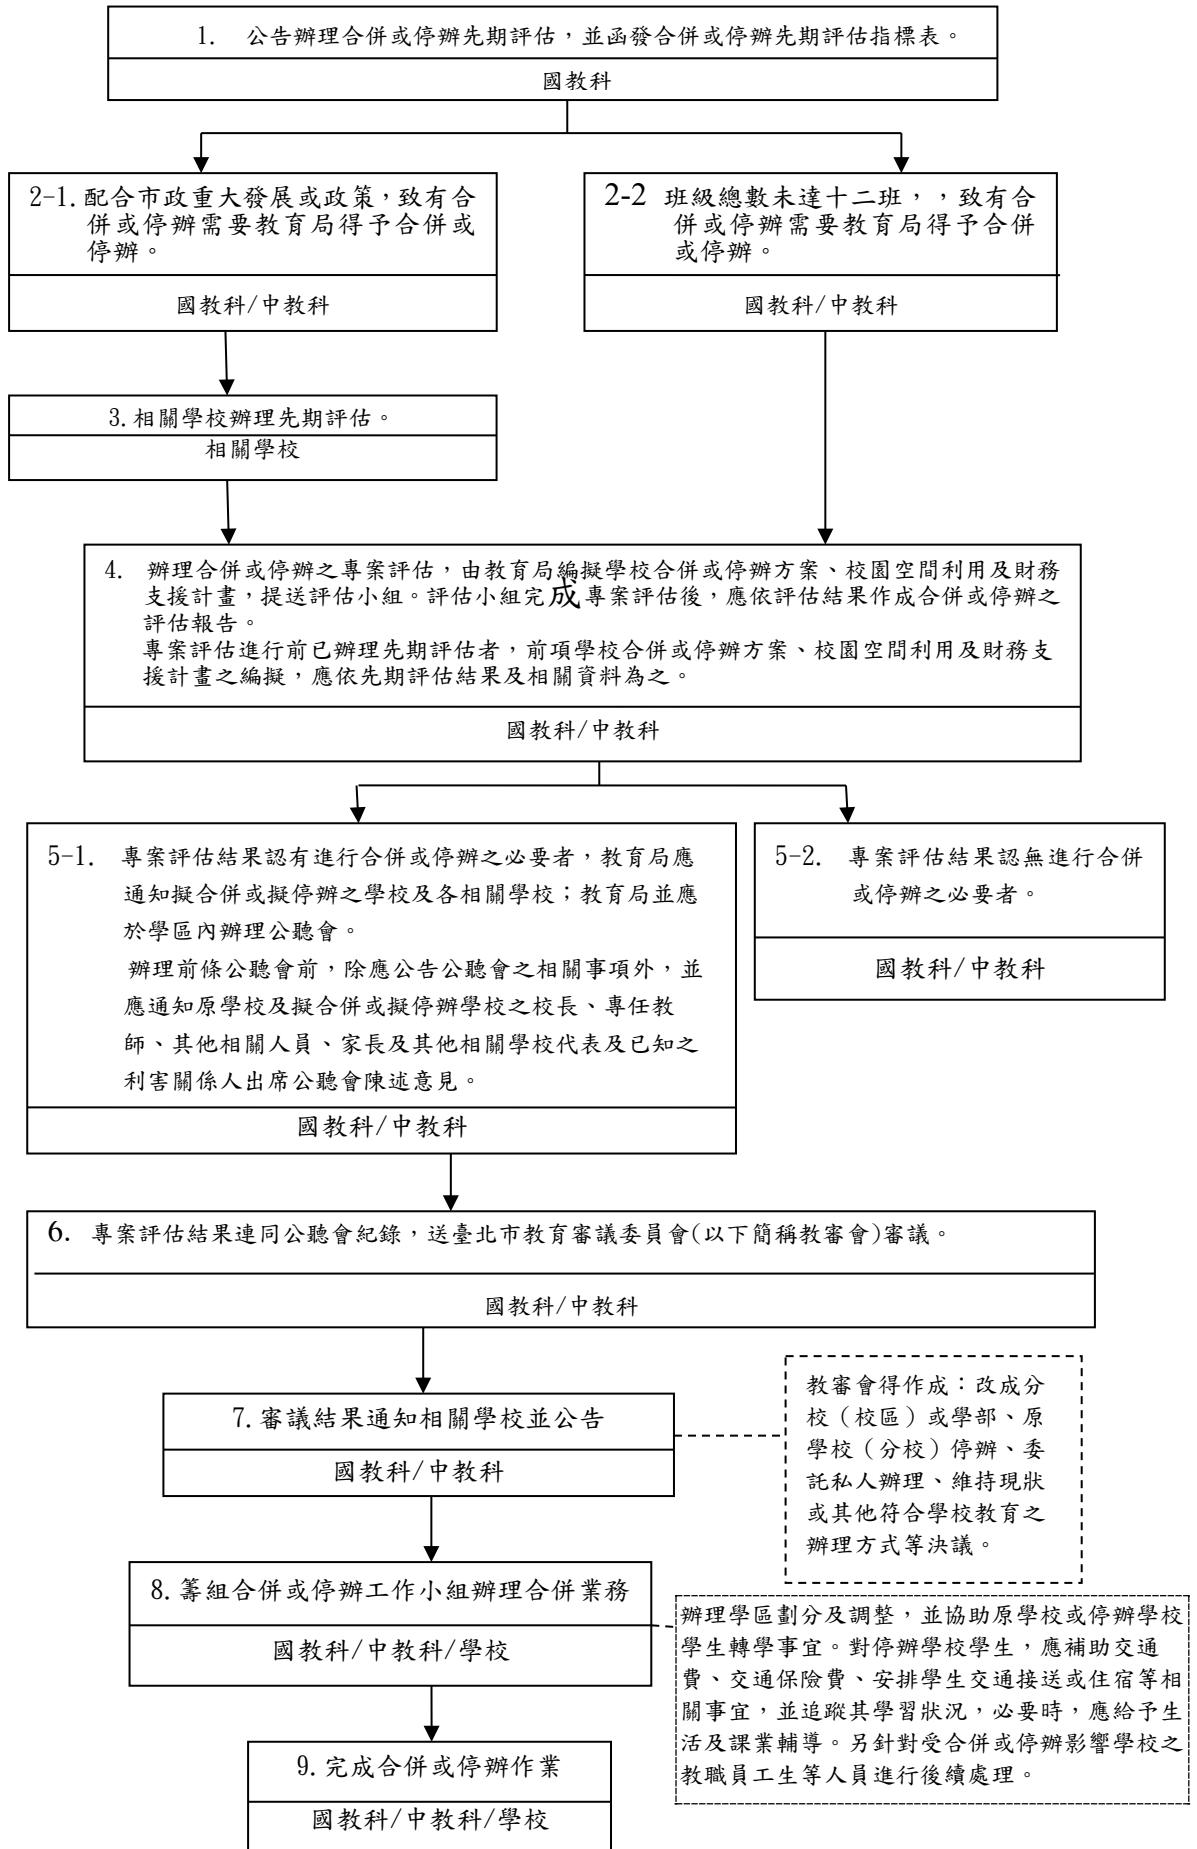 1. 公告辦理合併或停辦先期評估，並函發合併或停辦先期評估指標表。
國教科
2-1.配合市政重大發展或政策，致有合
併或停辦需要教育局得予合併或
停辦。
國教科/中教科
2-2 班級總數未達十二班，，致有合
併或停辦需要教育局得予合併
或停辦。
國教科/中教科
3.相關學校辦理先期評估。
相關學校
4. 辦理合併或停辦之專案評估，由教育局編擬學校合併或停辦方案、校園空間利用及財務
支援計畫，提送評估小組。評估小組完成專案評估後，應依評估結果作成合併或停辦之
評估報告。
專案評估進行前已辦理先期評估者，前項學校合併或停辦方案、校園空間利用及財務支
援計畫之編擬，應依先期評估結果及相關資料為之。
國教科/中教科
5-1. 專案評估結果認有進行合併或停辦之必要者，教育局應
通知擬合併或擬停辦之學校及各相關學校；教育局並應
於學區內辦理公聽會。
辦理前條公聽會前，除應公告公聽會之相關事項外，並
應通知原學校及擬合併或擬停辦學校之校長、專任教
師、其他相關人員、家長及其他相關學校代表及已知之
利害關係人出席公聽會陳述意見。
國教科/中教科
5-2. 專案評估結果認無進行合併
或停辦之必要者。
國教科/中教科
6. 專案評估結果連同公聽會紀錄，送臺北市教育審議委員會(以下簡稱教審會)審議。
國教科/中教科
7.審議結果通知相關學校並公告
國教科/中教科
教審會得作成：改成分
校（校區）或學部、原
學校（分校）停辦、委
託私人辦理、維持現狀
或其他符合學校教育之
辦理方式等決議。
8.籌組合併或停辦工作小組辦理合併業務
國教科/中教科/學校
辦理學區劃分及調整，並協助原學校或停辦學校
學生轉學事宜。對停辦學校學生，應補助交通
費、交通保險費、安排學生交通接送或住宿等相
關事宜，並追蹤其學習狀況，必要時，應給予生
活及課業輔導。另針對受合併或停辦影響學校之
教職員工生等人員進行後續處理。
9.完成合併或停辦作業
國教科/中教科/學校